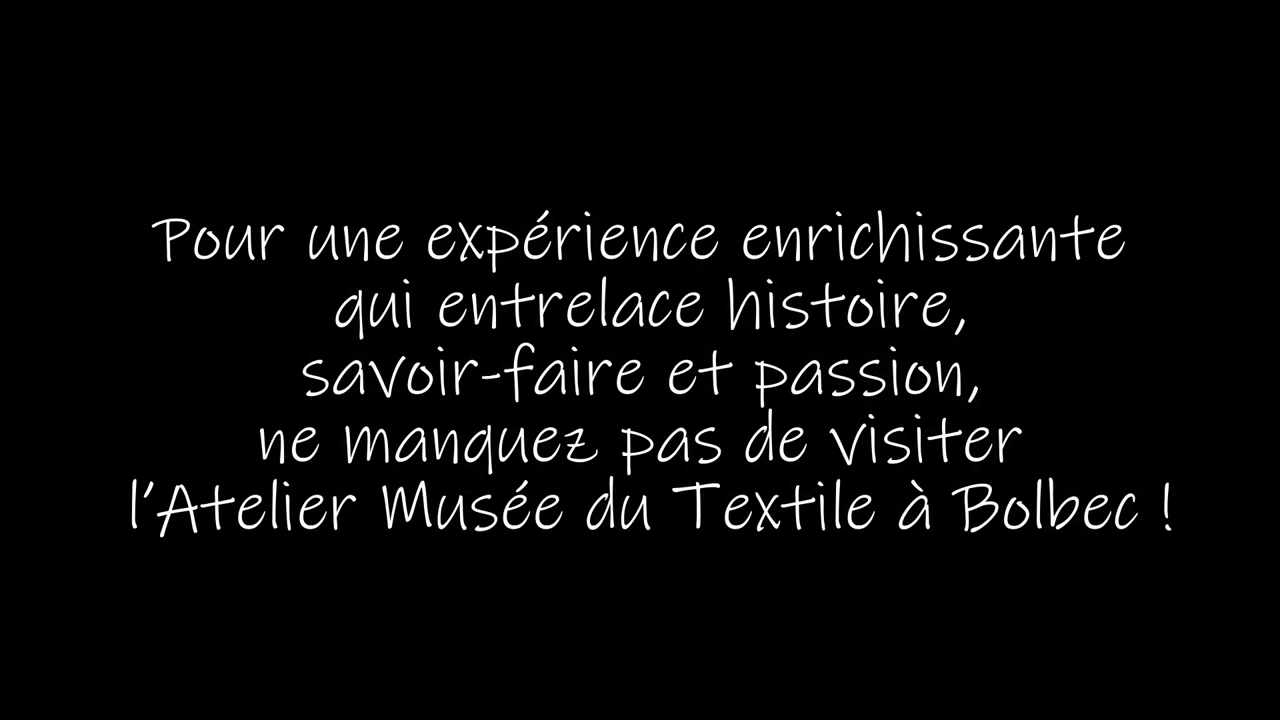 Pour une expérience enrichissante
qui entrelace histoire,
savoir-faire et passion,
ne manquez pas de visiter
l'Atelier Musée du Textile à Bolbec !